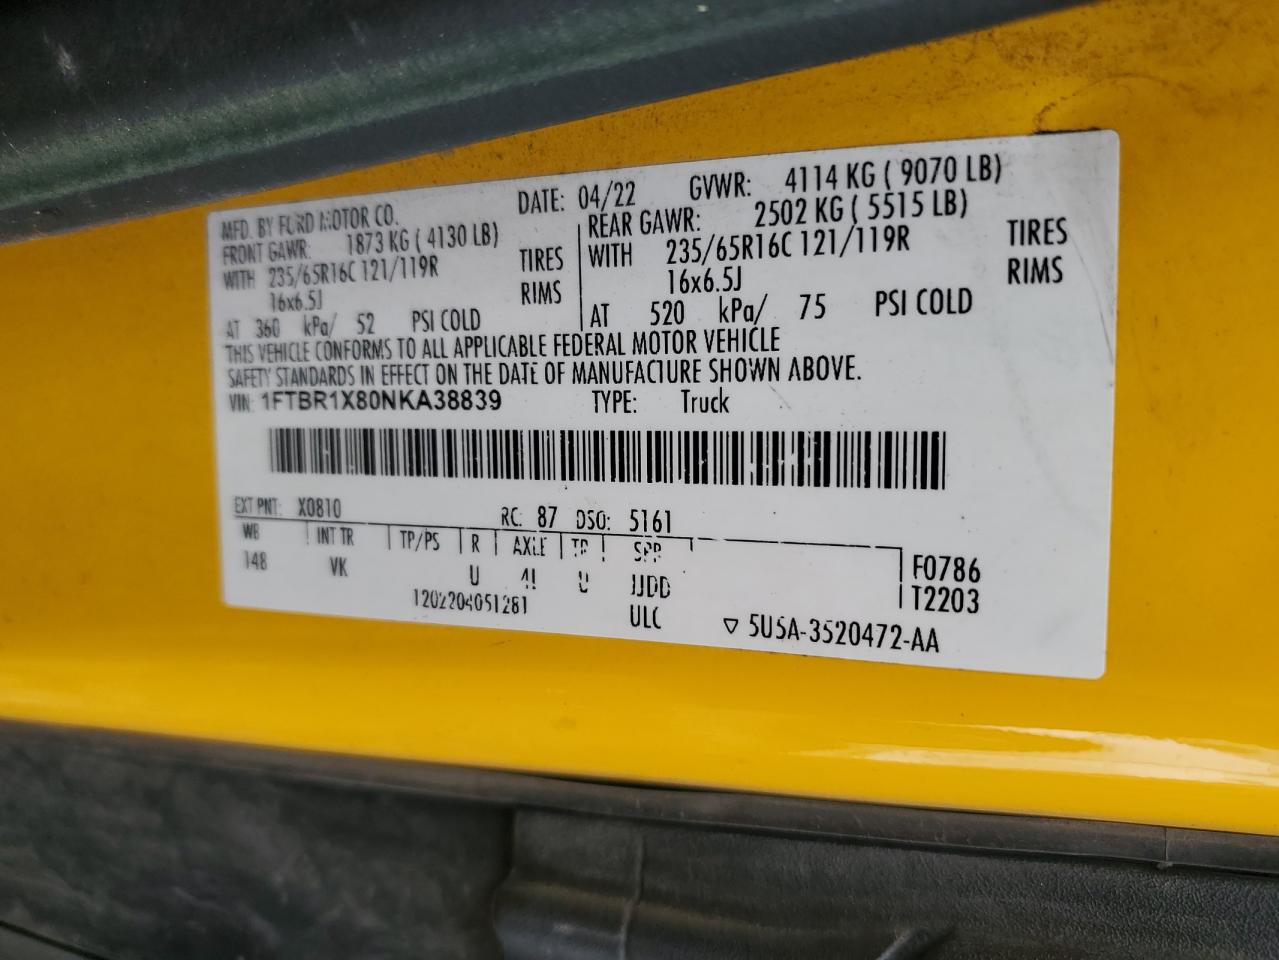 MFD. BY FORD MOTOR CO. DATE: 04/22 GVWR: 4114 KG ( 9070 LB)
FRONT GAWR: 1873 KG ( 4130 LB) REAR GAWR: 2502 KG ( 5515 LB)
WITH 235/65R16C 121/119R TIRES WITH 235/65R16C 121/119R TIRES
16x6.5J RIMS 16x6.5J RIMS
AT 360 kPa/ 52 PSI COLD AT 520 kPa/ 75 PSI COLD
THIS VEHICLE CONFORMS TO ALL APPLICABLE FEDERAL MOTOR VEHICLE
SAFETY STANDARDS IN EFFECT ON THE DATE OF MANUFACTURE SHOWN ABOVE.
VIN: 1FTBR1X80NKA38839 TYPE: Truck
EXT PNT: X0810 RC: 87 DSO: 5161
WB INT TR TP/PS R AXLE TR SPR F0786
148 VK U U T2203
1202204051281 ULC ▽ 5U5A-3520472-AA